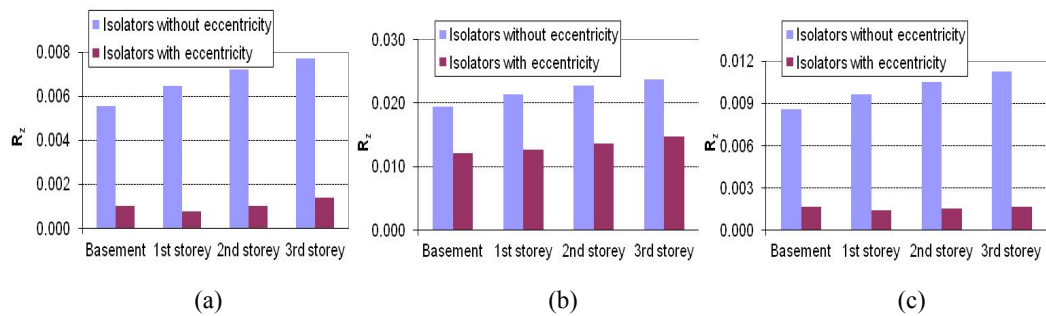 Isolators without eccentricity
Isolators with eccentricity
0.008
0.006
0.004
0.002
0.000
Rz
Basement 1st storey 2nd storey 3rd storey
(a)
Isolators without eccentricity
Isolators with eccentricity
0.030
0.020
0.010
0.000
Rz
Basement 1st storey 2nd storey 3rd storey
(b)
Isolators without eccentricity
Isolators with eccentricity
0.012
0.009
0.006
0.003
0.000
Rz
Basement 1st storey 2nd storey 3rd storey
(c)